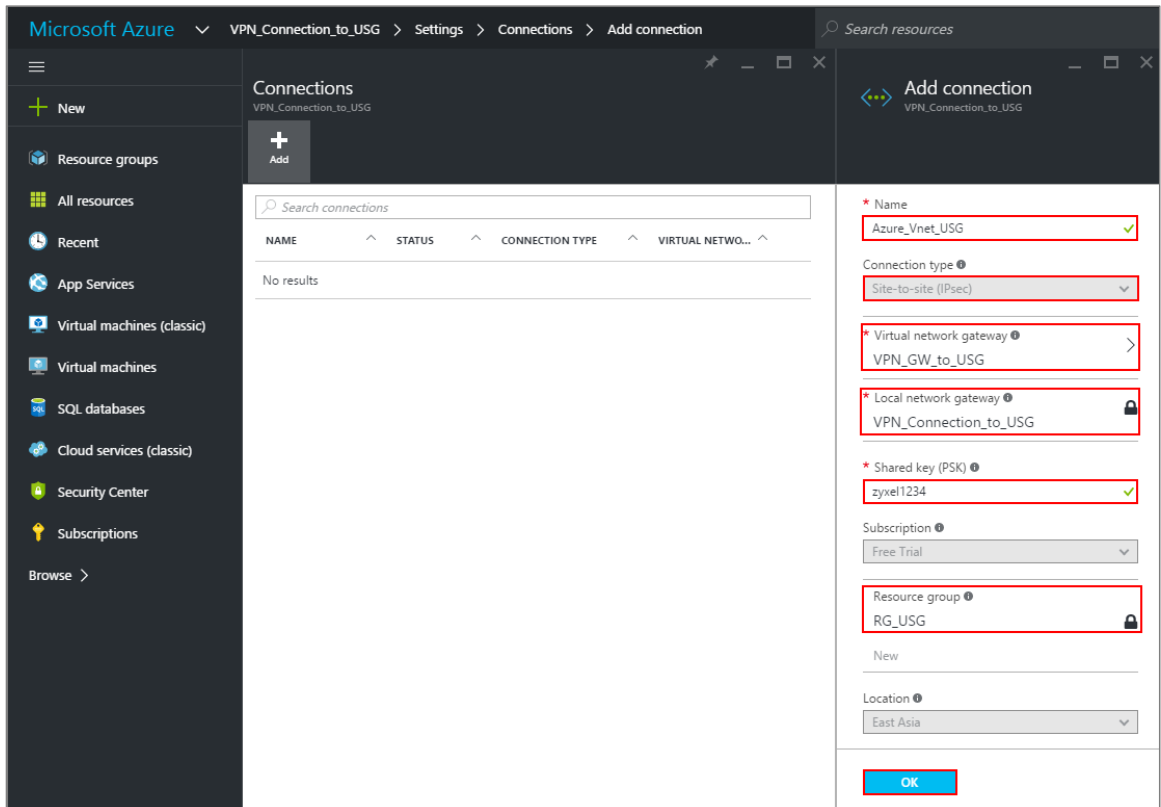 Microsoft Azure VPN_Connection_to_USG > Settings > Connections > Add connection Search resources
New
Resource groups
All resources
Recent
App Services
Virtual machines (classic)
Virtual machines
SQL databases
Cloud services (classic)
Security Center
Subscriptions
Browse >
Connections
VPN_Connection_to_USG
Add
Search connections
NAME STATUS CONNECTION TYPE VIRTUAL NETWO...
No results
Add connection
VPN_Connection_to_USG
* Name
Azure_Vnet_USG
Connection type
Site-to-site (IPsec)
* Virtual network gateway
VPN_GW_to_USG
* Local network gateway
VPN_Connection_to_USG
* Shared key (PSK)
zyxel1234
Subscription
Free Trial
Resource group
RG_USG
New
Location
East Asia
OK